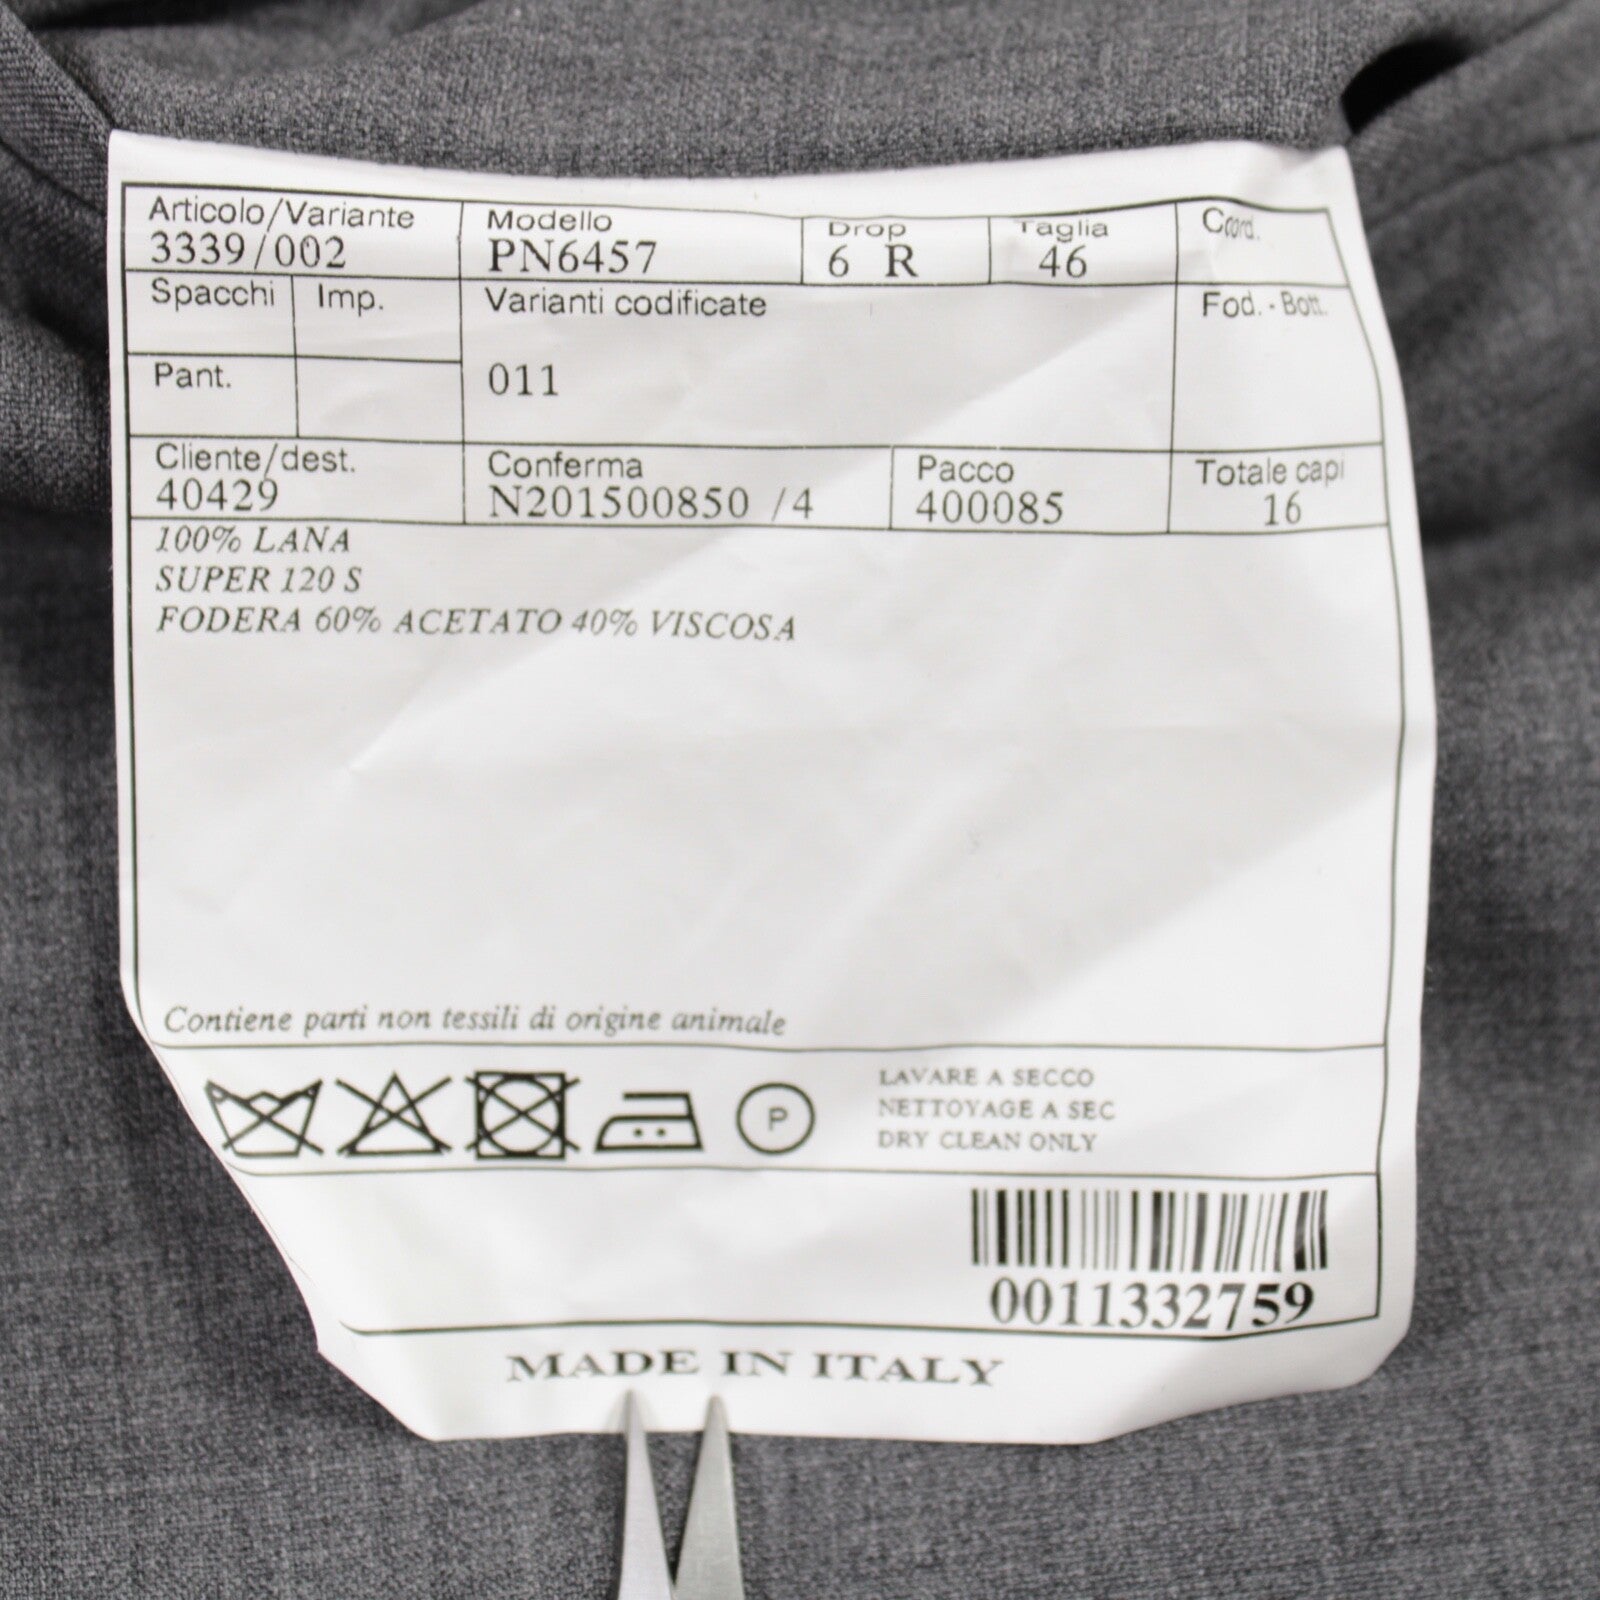 Articolo/Variante Modello Drop Taglia Coord.
3339/002 PN6457 6 R 46
Spacchi Imp. Varianti codificate Fod. - Bott.
Pant. 011
Cliente/dest. Conferma Pacco Totale capi
40429 N201500850 /4 400085 16
100% LANA
SUPER 120 S
FODERA 60% ACETATO 40% VISCOSA
Contiene parti non tessili di origine animale
P
LAVARE A SECCO
NETTOYAGE A SEC
DRY CLEAN ONLY
0011332759
MADE IN ITALY